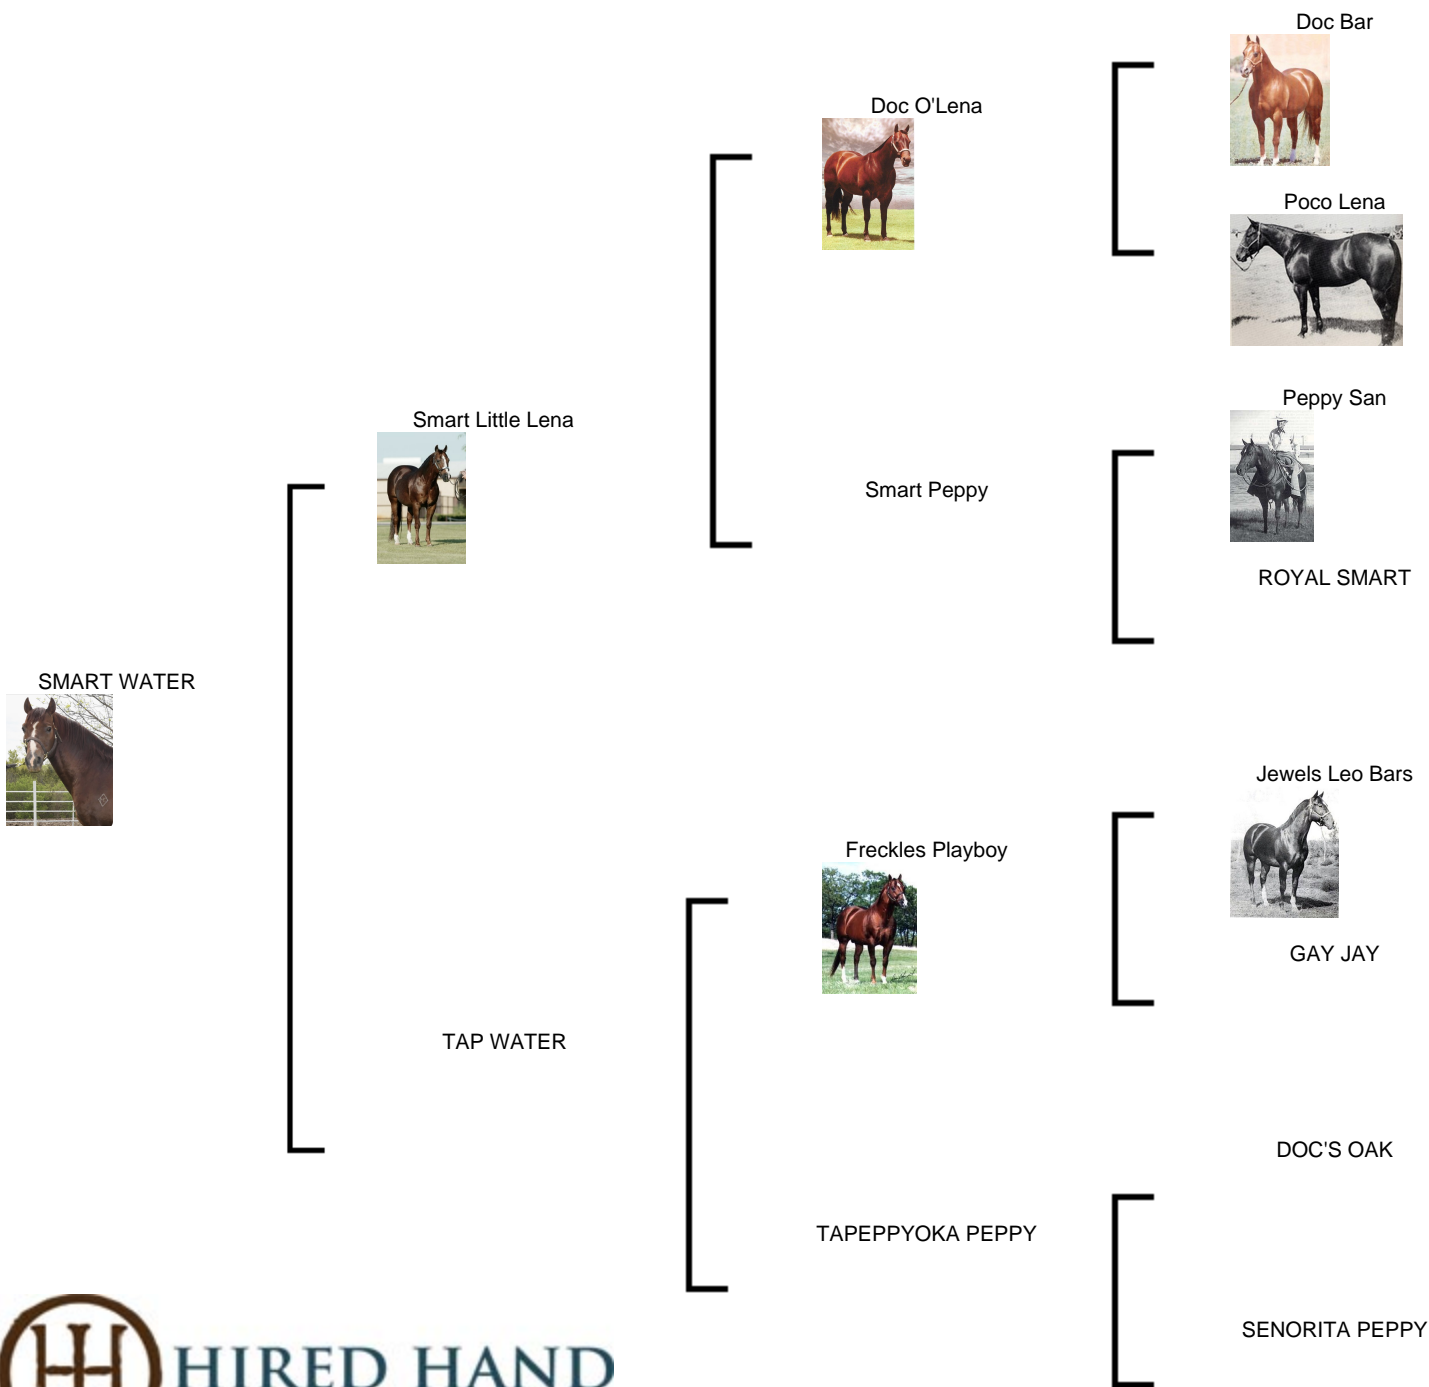 Doc Bar
Doc O'Lena
Poco Lena
Peppy San
Smart Little Lena
Smart Peppy
ROYAL SMART
SMART WATER
Jewels Leo Bars
Freckles Playboy
GAY JAY
TAP WATER
DOC'S OAK
TAPEPPYOKA PEPPY
SENORITA PEPPY
HIRED HAND